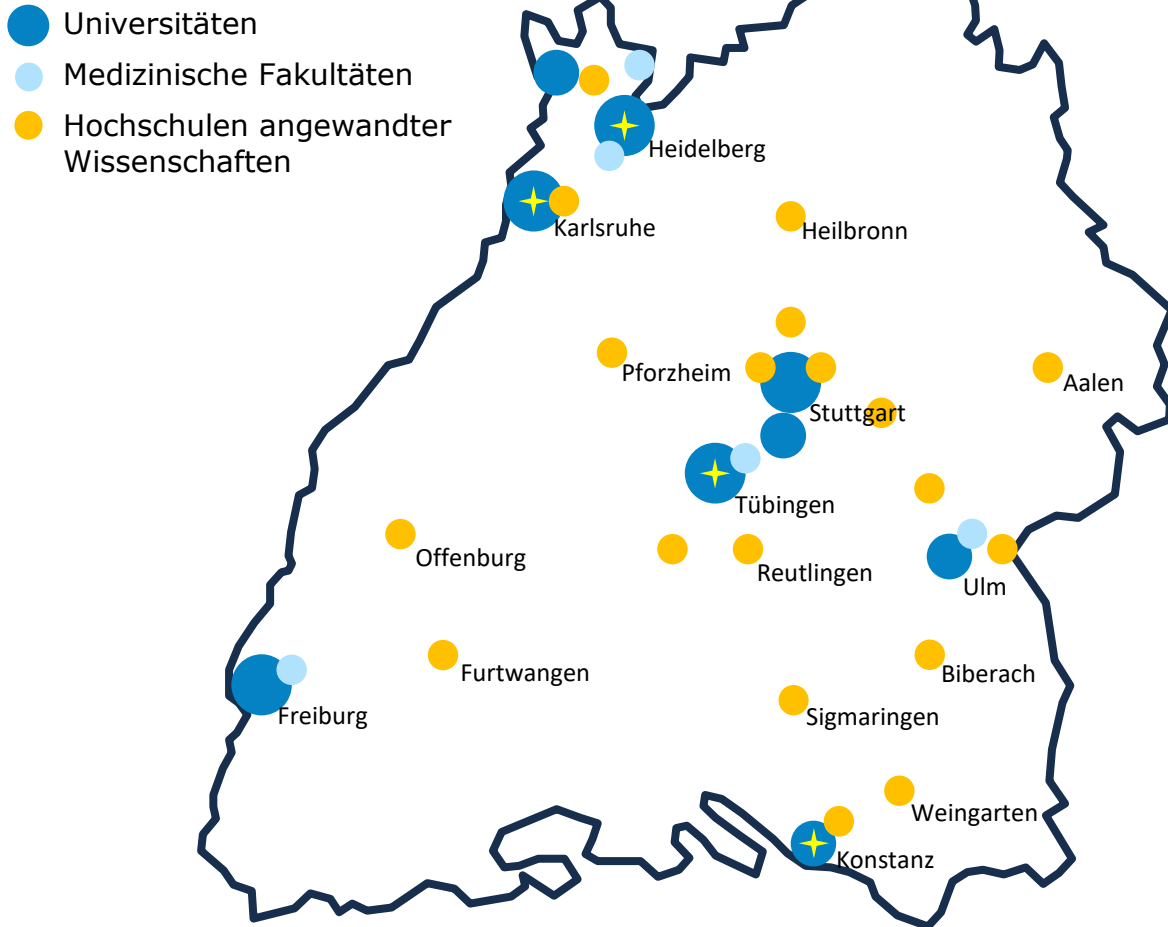 Universitäten
Medizinische Fakultäten
Hochschulen angewandter
Wissenschaften
Heidelberg
Karlsruhe
Heilbronn
Pforzheim
Aalen
Stuttgart
Tübingen
Offenburg
Reutlingen
Ulm
Furtwangen
Biberach
Freiburg
Sigmaringen
Weingarten
Konstanz